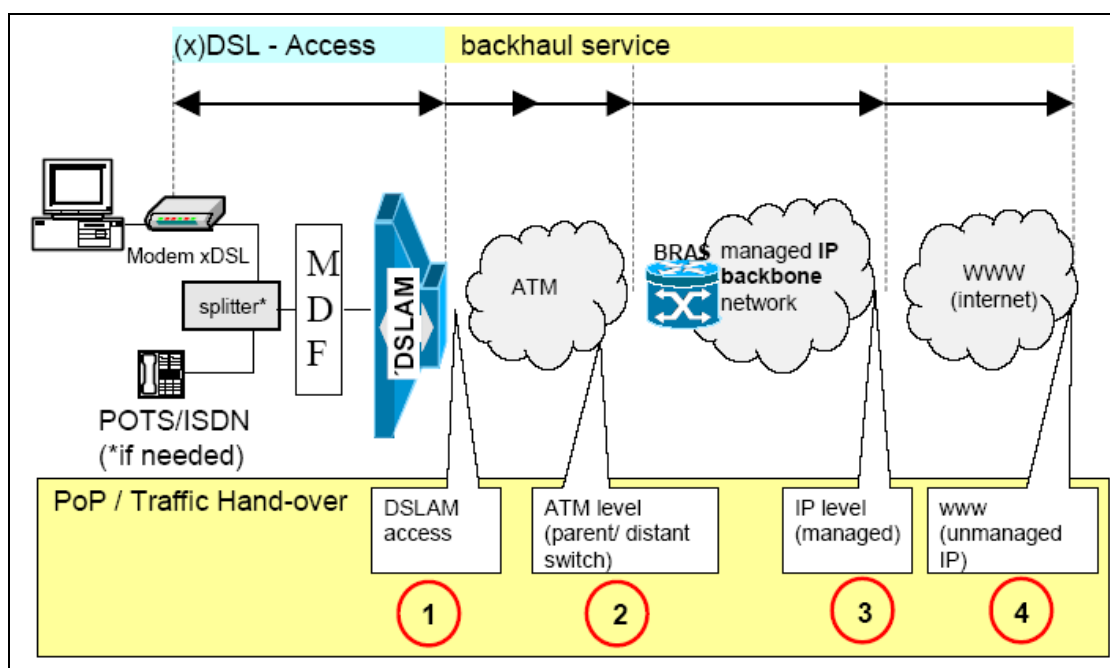 (x)DSL - Access
backhaul service
Modem xDSL
splitter*
POTS/ISDN
(*if needed)
M
D
F
DSLAM
ATM
BRAS
managed IP
backbone
network
WWW
(internet)
PoP / Traffic Hand-over
DSLAM
access
ATM level
(parent/ distant
switch)
IP level
(managed)
www
(unmanaged
IP)
1
2
3
4